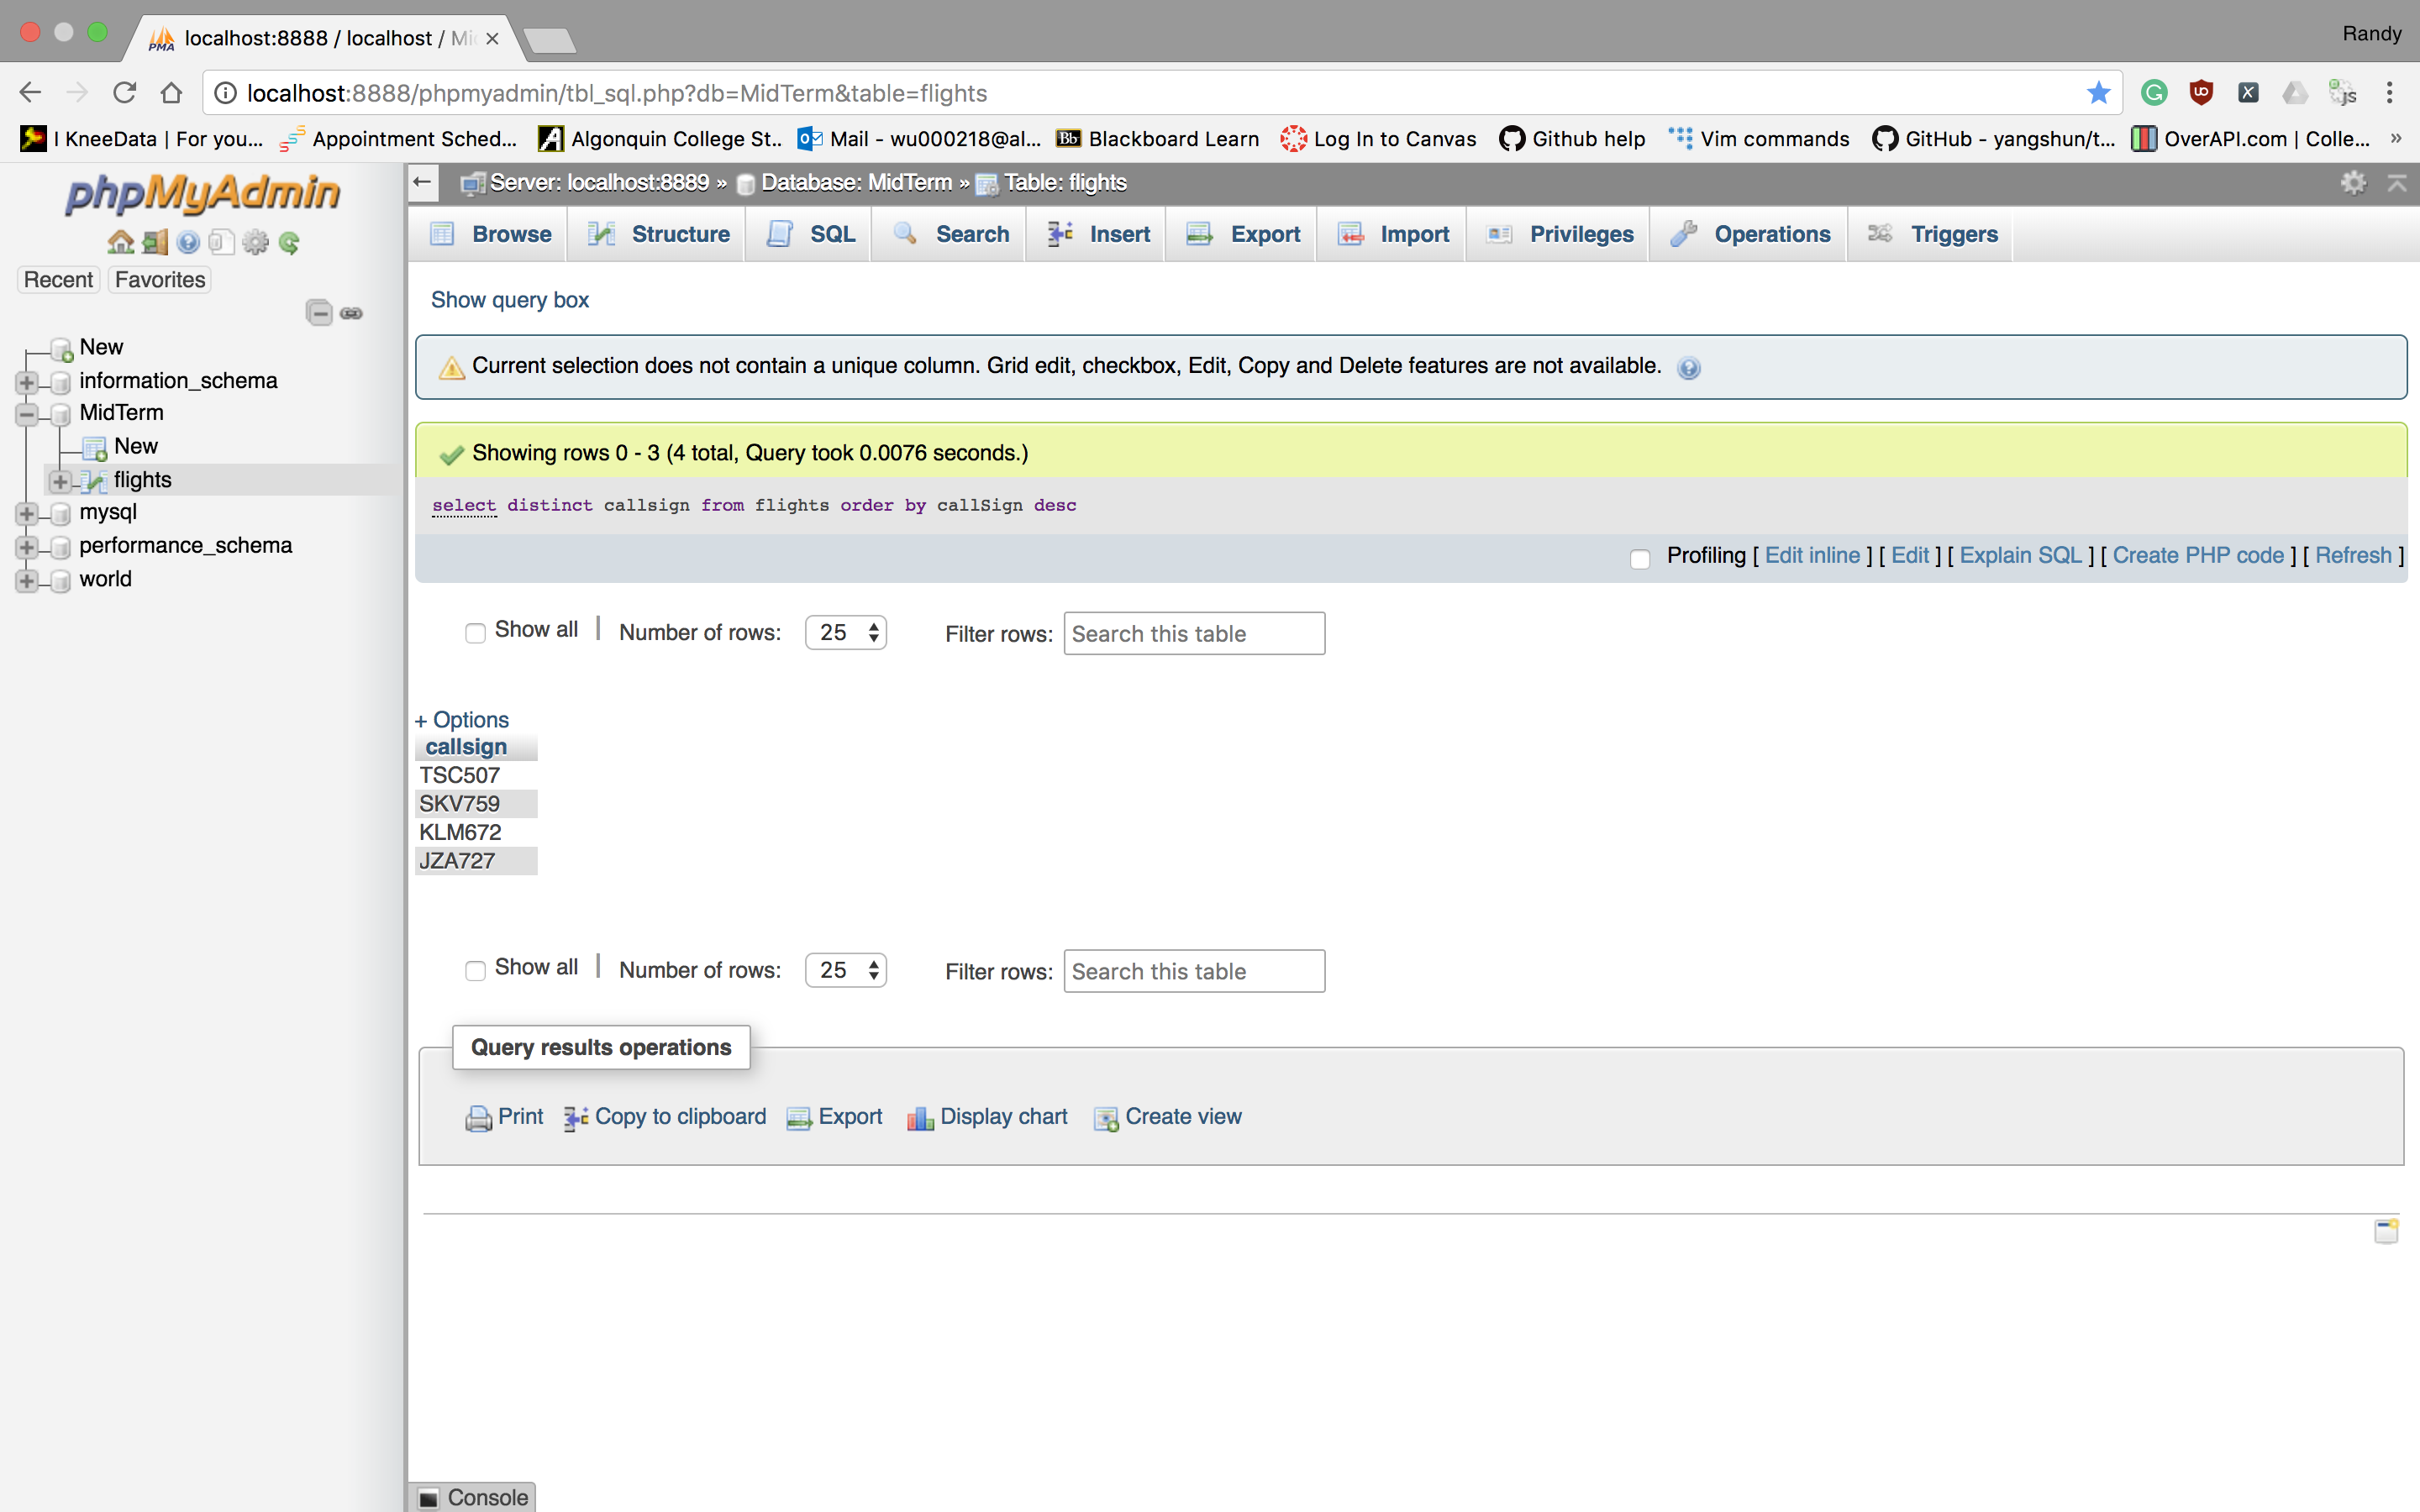 localhost:8888 / localhost / Mi
Randy
localhost:8888/phpmyadmin/tbl_sql.php?db=MidTerm&table=flights
I KneeData | For you...
Appointment Sched...
Algonquin College St..
Mail - wu000218@al...
Blackboard Learn
Log In to Canvas
Github help
Vim commands
GitHub - yangshun/t...
OverAPI.com | Colle...
»
phpMyAdmin
Recent
Favorites
New
information_schema
MidTerm
New
flights
mysql
performance_schema
world
Server: localhost:8889 » Database: MidTerm » Table: flights
Browse
Structure
SQL
Search
Insert
Export
Import
Privileges
Operations
Triggers
Show query box
Current selection does not contain a unique column. Grid edit, checkbox, Edit, Copy and Delete features are not available.
Showing rows 0 - 3 (4 total, Query took 0.0076 seconds.)
select distinct callsign from flights order by callSign desc
Profiling [ Edit inline ] [ Edit ] [ Explain SQL ] [ Create PHP code ] [ Refresh ]
Show all | Number of rows: 25 Filter rows: Search this table
+ Options
callsign
TSC507
SKV759
KLM672
JZA727
Show all | Number of rows: 25 Filter rows: Search this table
Query results operations
Print
Copy to clipboard
Export
Display chart
Create view
Console